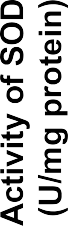 Activity of SOD
(U/mg protein)